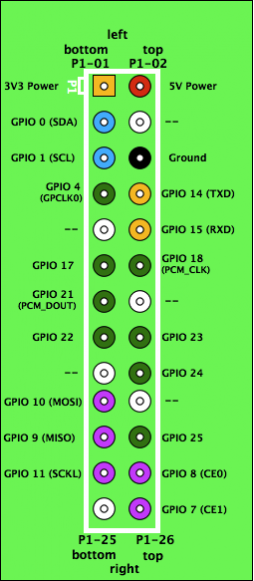 left
bottom top
P1-01 P1-02
3V3 Power P1 5V Power
GPIO 0 (SDA) --
GPIO 1 (SCL) Ground
GPIO 4 GPIO 14 (TXD)
(GPCLK0)
-- GPIO 15 (RXD)
GPIO 17 GPIO 18
(PCM_CLK)
GPIO 21 --
(PCM_DOUT)
GPIO 22 GPIO 23
-- GPIO 24
GPIO 10 (MOSI) --
GPIO 9 (MISO) GPIO 25
GPIO 11 (SCKL) GPIO 8 (CE0)
GPIO 7 (CE1)
P1-25 P1-26
bottom top
right